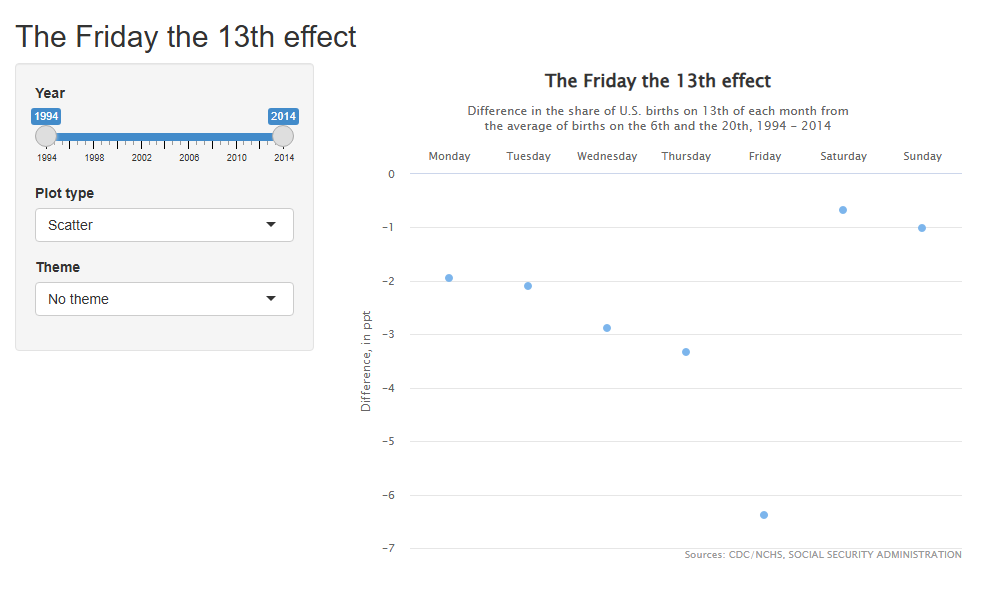 The Friday the 13th effect
Year
1994
2014
1994 1998 2002 2006 2010 2014
Plot type
Scatter
Theme
No theme
The Friday the 13th effect
Difference in the share of U.S. births on 13th of each month from
the average of births on the 6th and the 20th, 1994 – 2014
Monday Tuesday Wednesday Thursday Friday Saturday Sunday
0
−1
−2
−3
−4
−5
−6
−7
Difference, in ppt
Sources: CDC/NCHS, SOCIAL SECURITY ADMINISTRATION